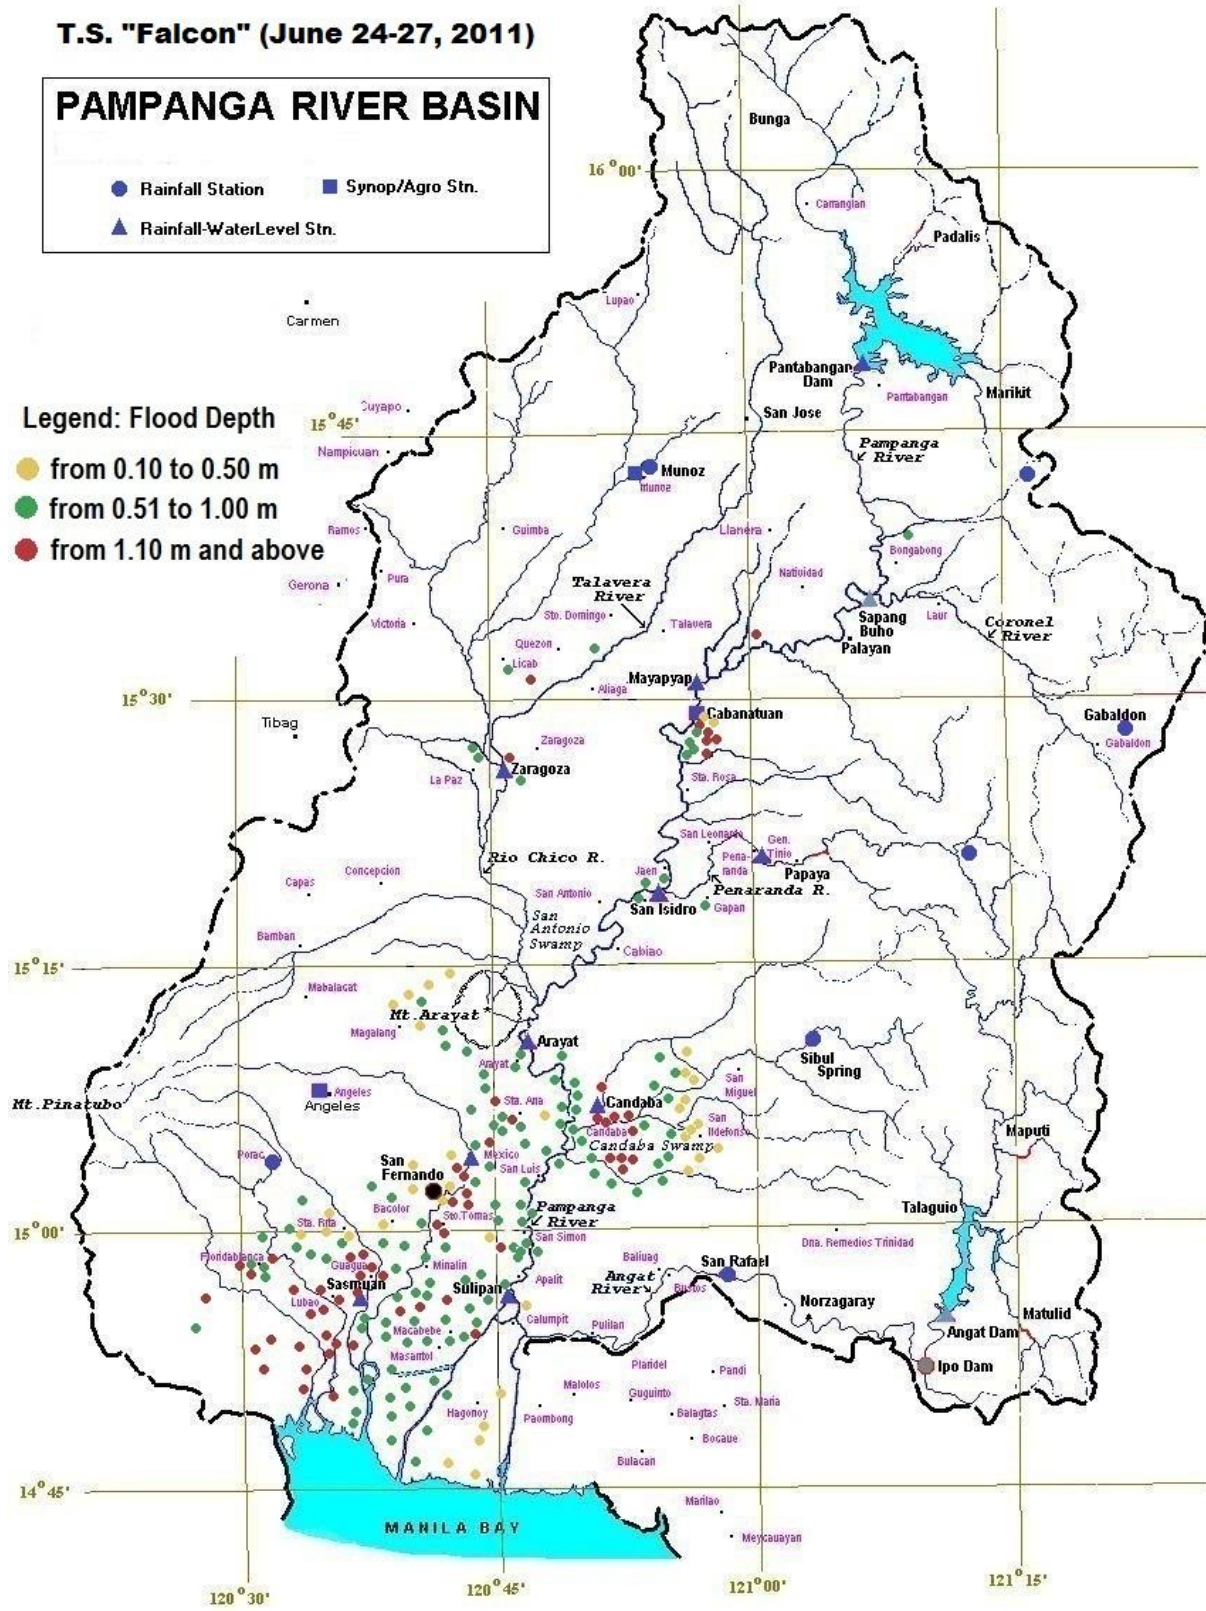 T.S. "Falcon" (June 24-27, 2011)
PAMPANGA RIVER BASIN
Rainfall Station
Synop/Agro Stn.
Rainfall-WaterLevel Stn.
Bunga
16°00'
Carranglan
Padalis
Lupao
Carmen
Pantabangan
Dam
Marikit
Pantabangan
Cuyapo
San Jose
Legend: Flood Depth
15°45'
Pampanga
River
Nampicuan
from 0.10 to 0.50 m
Munoz
munoz
from 0.51 to 1.00 m
Ramos
Guimba
Llanera
from 1.10 m and above
Bongabong
Gerona
Pura
Natividad
Talavera
River
Sto. Domingo
Victoria
Talavera
Sapang
Buho
Laur
Coronel
River
Quezon
Palayan
Licab
Mayapyap
Aliaga
15°30'
Cabanatuan
Gabaldon
Tibag
Zaragoza
Gabaldon
Zaragoza
La Paz
Sta. Rosa
San Leonardo
Gen.
Tinio
Rio Chico R.
Pena-
randa
Concepcion
Jaen
Papaya
Capas
San Antonio
Penaranda R.
San Isidro
Gapan
San
Antonio
Swamp
Bamban
Cabiao
15°15'
Mabalacat
Mt.Arayat
Magalang
Arayat
Sibul
Spring
Arayat
San
Miguel
Angeles
Angeles
Mt.Pinatubo
Sta. Ana
Candaba
San
Ildefonso
Candaba
Candaba Swamp
Maputi
Porac
San
Fernando
Mexico
San Luis
Talaguio
Bacolor
Sto.Tomas
Pampanga
River
Sta. Rita
15°00'
San Simon
Dna. Remedios Trinidad
Floridablanca
Guagua
Minalin
Baliuag
San Rafael
Sasmuan
Sulipan
Apalit
Angat
River
Bustos
Lubao
Norzagaray
Matulid
Calumpit
Pulilan
Macabebe
Angat Dam
Masantol
Plaridel
Pandi
Ipo Dam
Malolos
Guguinto
Sta. Maria
Hagonoy
Paombong
Balagtas
Bocaue
Bulacan
14°45'
Marilao
MANILA BAY
Meycauayan
120°30'
120°45'
121°00'
121°15'